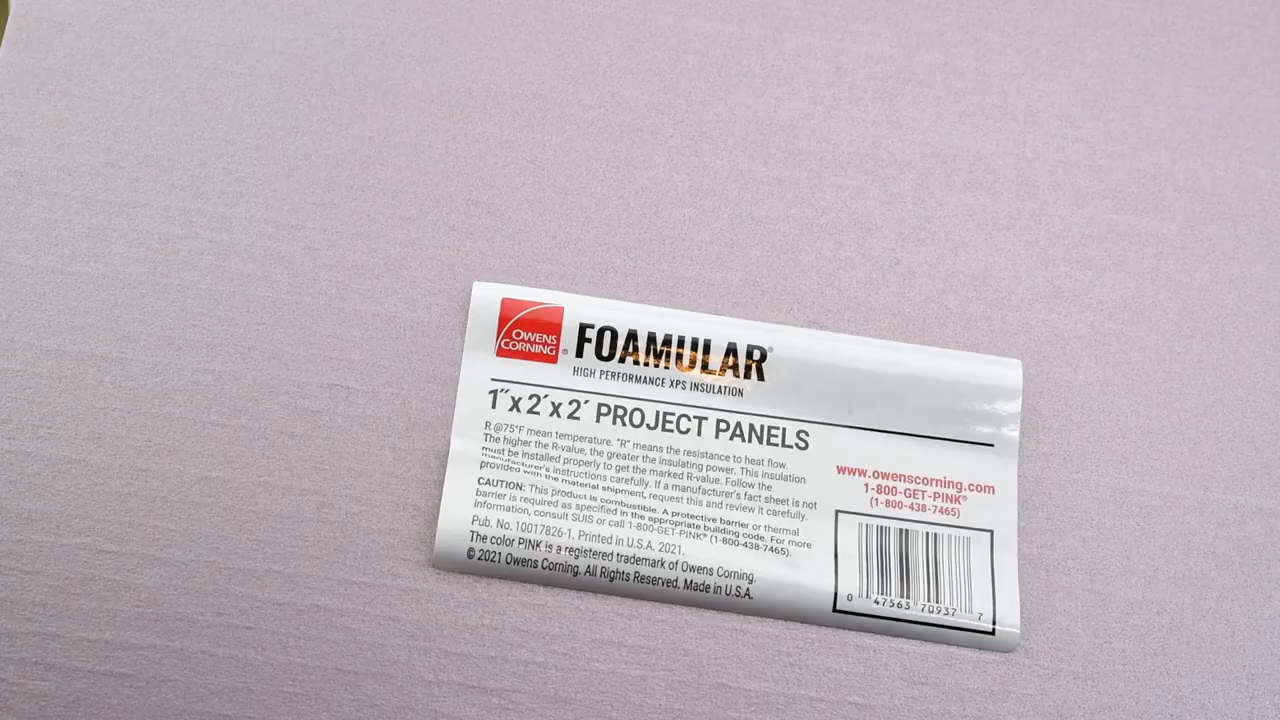 OWENS
CORNING®
FOAMULAR®
HIGH PERFORMANCE XPS INSULATION
1″x 2′x 2′ PROJECT PANELS
R @75°F mean temperature. "R" means the resistance to heat flow.
The higher the R-value, the greater the insulating power. This insulation
must be installed properly to get the marked R-value. Follow the
manufacturer's instructions carefully. If a manufacturer's fact sheet is not
provided with the material shipment, request this and review it carefully.
CAUTION: This product is combustible. A protective barrier or thermal
barrier is required as specified in the appropriate building code. For more
information, consult SUIS or call 1-800-GET-PINK® (1-800-438-7465).
Pub. No. 10017826-1. Printed in U.S.A. 2021.
The color PINK is a registered trademark of Owens Corning.
© 2021 Owens Corning. All Rights Reserved. Made in U.S.A.
www.owenscorning.com
1-800-GET-PINK®
(1-800-438-7465)
0 47563 70937 7